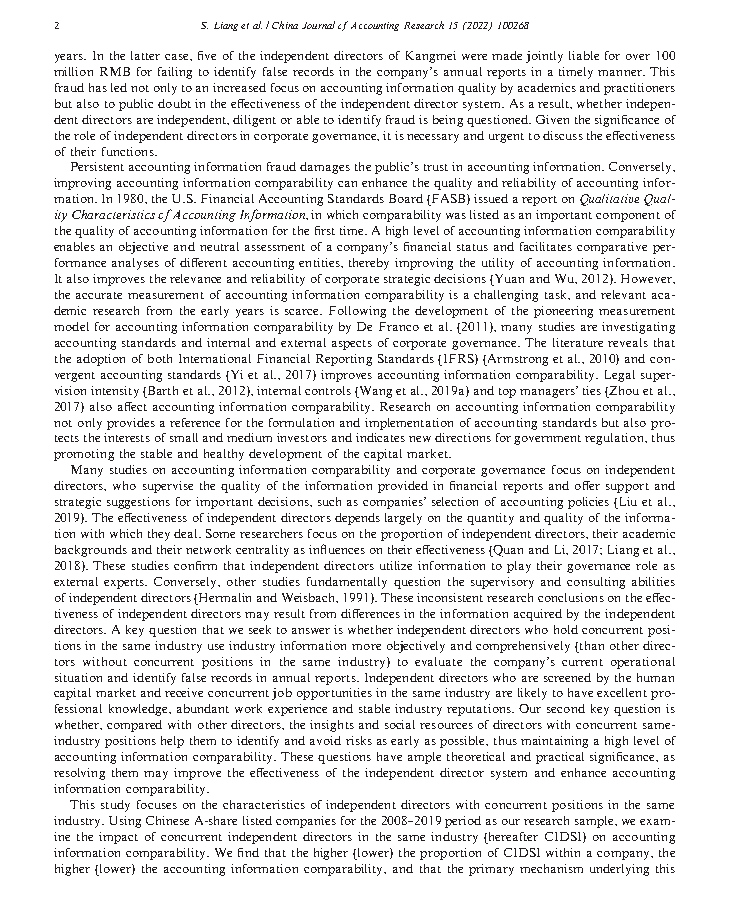 2 S. Liang et al. / China Journal of Accounting Research 15 (2022) 100268
years. In the latter case, five of the independent directors of Kangmei were made jointly liable for over 100
million RMB for failing to identify false records in the company's annual reports in a timely manner. This
fraud has led not only to an increased focus on accounting information quality by academics and practitioners
but also to public doubt in the effectiveness of the independent director system. As a result, whether indepen-
dent directors are independent, diligent or able to identify fraud is being questioned. Given the significance of
the role of independent directors in corporate governance, it is necessary and urgent to discuss the effectiveness
of their functions.
Persistent accounting information fraud damages the public's trust in accounting information. Conversely,
improving accounting information comparability can enhance the quality and reliability of accounting infor-
mation. In 1980, the U.S. Financial Accounting Standards Board (FASB) issued a report on Qualitative Qual-
ity Characteristics of Accounting Information, in which comparability was listed as an important component of
the quality of accounting information for the first time. A high level of accounting information comparability
enables an objective and neutral assessment of a company's financial status and facilitates comparative per-
formance analyses of different accounting entities, thereby improving the utility of accounting information.
It also improves the relevance and reliability of corporate strategic decisions (Yuan and Wu, 2012). However,
the accurate measurement of accounting information comparability is a challenging task, and relevant aca-
demic research from the early years is scarce. Following the development of the pioneering measurement
model for accounting information comparability by De Franco et al. (2011), many studies are investigating
accounting standards and internal and external aspects of corporate governance. The literature reveals that
the adoption of both International Financial Reporting Standards (IFRS) (Armstrong et al., 2010) and con-
vergent accounting standards (Yi et al., 2017) improves accounting information comparability. Legal super-
vision intensity (Barth et al., 2012), internal controls (Wang et al., 2019a) and top managers' ties (Zhou et al.,
2017) also affect accounting information comparability. Research on accounting information comparability
not only provides a reference for the formulation and implementation of accounting standards but also pro-
tects the interests of small and medium investors and indicates new directions for government regulation, thus
promoting the stable and healthy development of the capital market.
Many studies on accounting information comparability and corporate governance focus on independent
directors, who supervise the quality of the information provided in financial reports and offer support and
strategic suggestions for important decisions, such as companies' selection of accounting policies (Liu et al.,
2019). The effectiveness of independent directors depends largely on the quantity and quality of the informa-
tion with which they deal. Some researchers focus on the proportion of independent directors, their academic
backgrounds and their network centrality as influences on their effectiveness (Quan and Li, 2017; Liang et al.,
2018). These studies confirm that independent directors utilize information to play their governance role as
external experts. Conversely, other studies fundamentally question the supervisory and consulting abilities
of independent directors (Hermalin and Weisbach, 1991). These inconsistent research conclusions on the effec-
tiveness of independent directors may result from differences in the information acquired by the independent
directors. A key question that we seek to answer is whether independent directors who hold concurrent posi-
tions in the same industry use industry information more objectively and comprehensively (than other direc-
tors without concurrent positions in the same industry) to evaluate the company's current operational
situation and identify false records in annual reports. Independent directors who are screened by the human
capital market and receive concurrent job opportunities in the same industry are likely to have excellent pro-
fessional knowledge, abundant work experience and stable industry reputations. Our second key question is
whether, compared with other directors, the insights and social resources of directors with concurrent same-
industry positions help them to identify and avoid risks as early as possible, thus maintaining a high level of
accounting information comparability. These questions have ample theoretical and practical significance, as
resolving them may improve the effectiveness of the independent director system and enhance accounting
information comparability.
This study focuses on the characteristics of independent directors with concurrent positions in the same
industry. Using Chinese A-share listed companies for the 2008–2019 period as our research sample, we exam-
ine the impact of concurrent independent directors in the same industry (hereafter CIDSI) on accounting
information comparability. We find that the higher (lower) the proportion of CIDSI within a company, the
higher (lower) the accounting information comparability, and that the primary mechanism underlying this